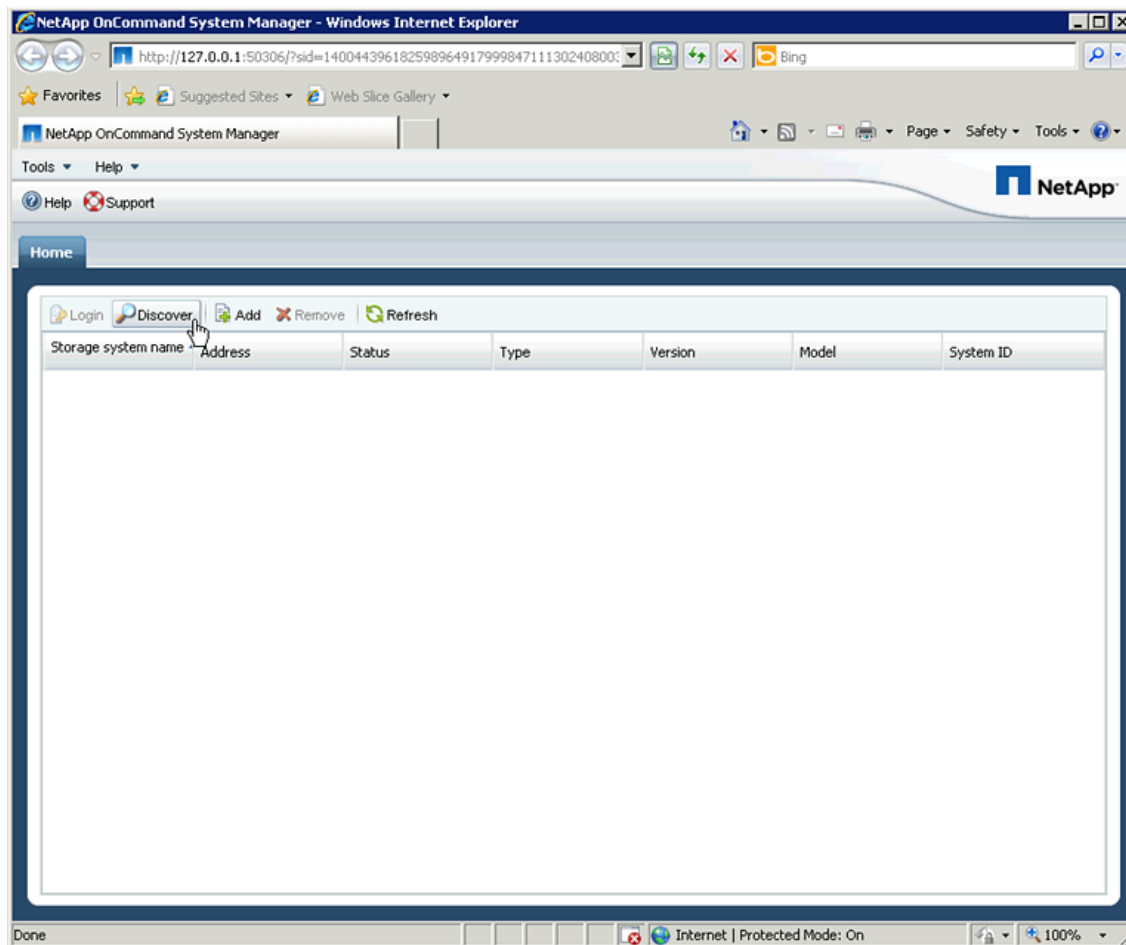 NetApp OnCommand System Manager - Windows Internet Explorer
http://127.0.0.1:50306/?sid=14004439618259896491799984711130240800 Bing
Favorites Suggested Sites Web Slice Gallery
NetApp OnCommand System Manager Page Safety Tools
Tools Help
NetApp
Help Support
Home
Login Discover Add Remove Refresh
Storage system name Address Status Type Version Model System ID
Done Internet | Protected Mode: On 100%